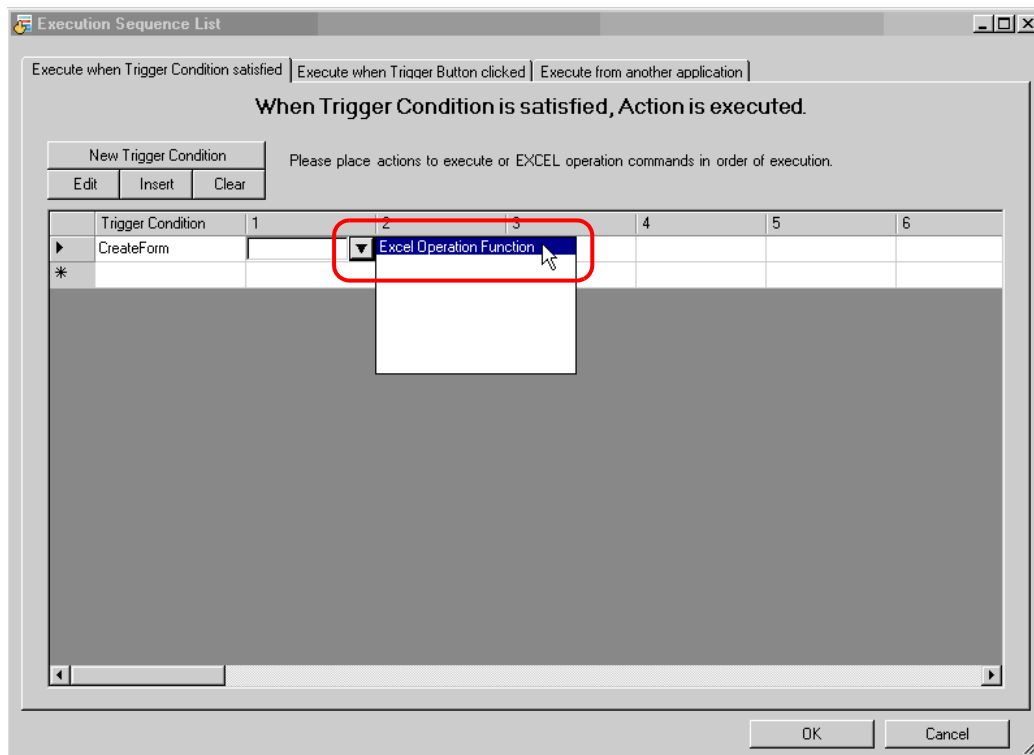 Execution Sequence List
Execute when Trigger Condition satisfied Execute when Trigger Button clicked Execute from another application
When Trigger Condition is satisfied, Action is executed.
New Trigger Condition
Please place actions to execute or EXCEL operation commands in order of execution.
Edit Insert Clear
Trigger Condition 1 2 3 4 5 6
CreateForm Excel Operation Function
OK Cancel